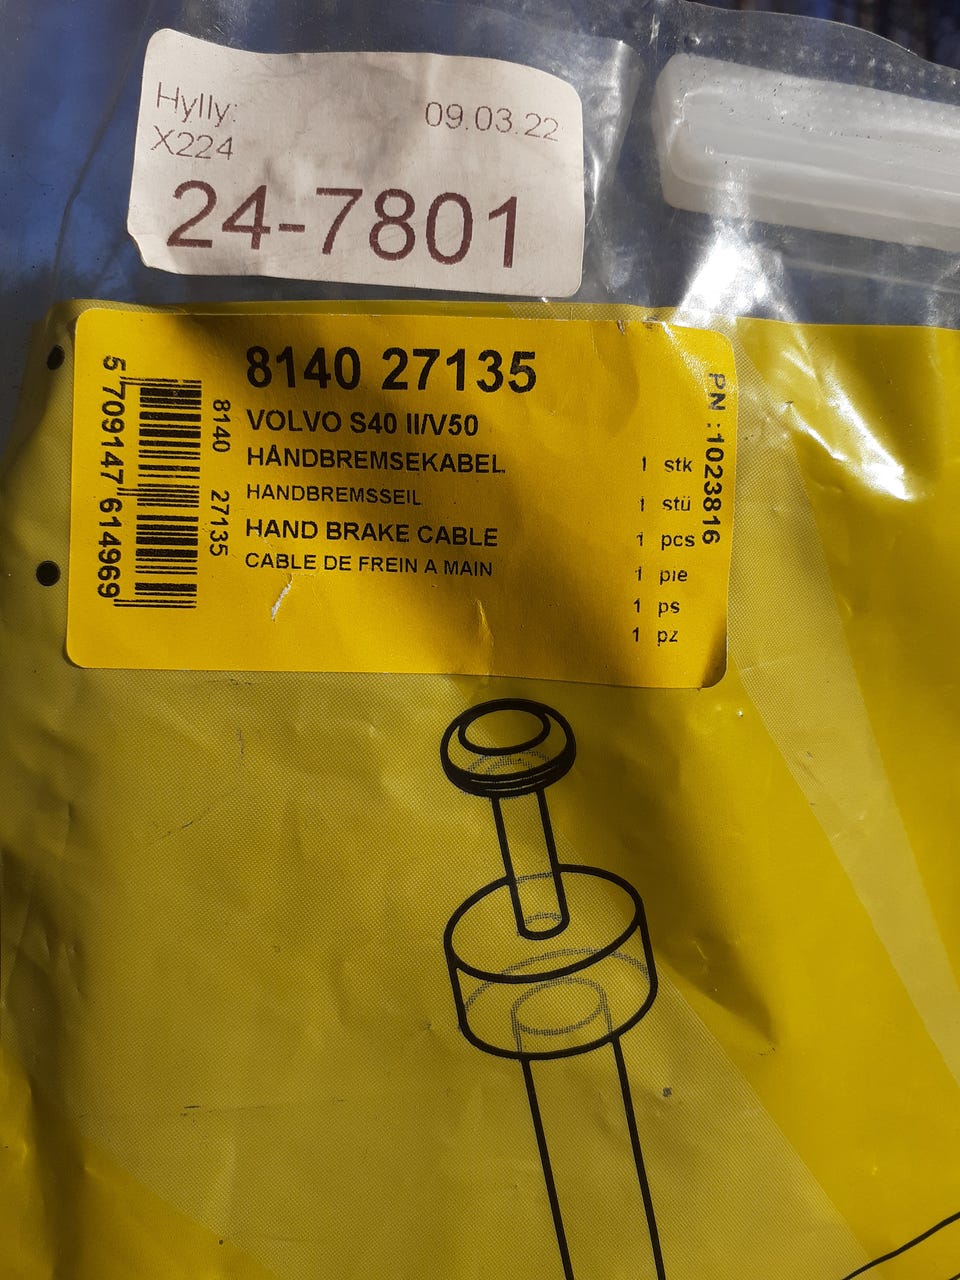 Hylly:
09.03.22
X224
24-7801
8140 27135
VOLVO S40 II/V50
HÅNDBREMSEKABEL 1 stk
HANDBREMSSEIL 1 stü
HAND BRAKE CABLE 1 pcs
CABLE DE FREIN A MAIN 1 pie
1 ps
1 pz
5 709147 614969
8140 27135
PN :1023816